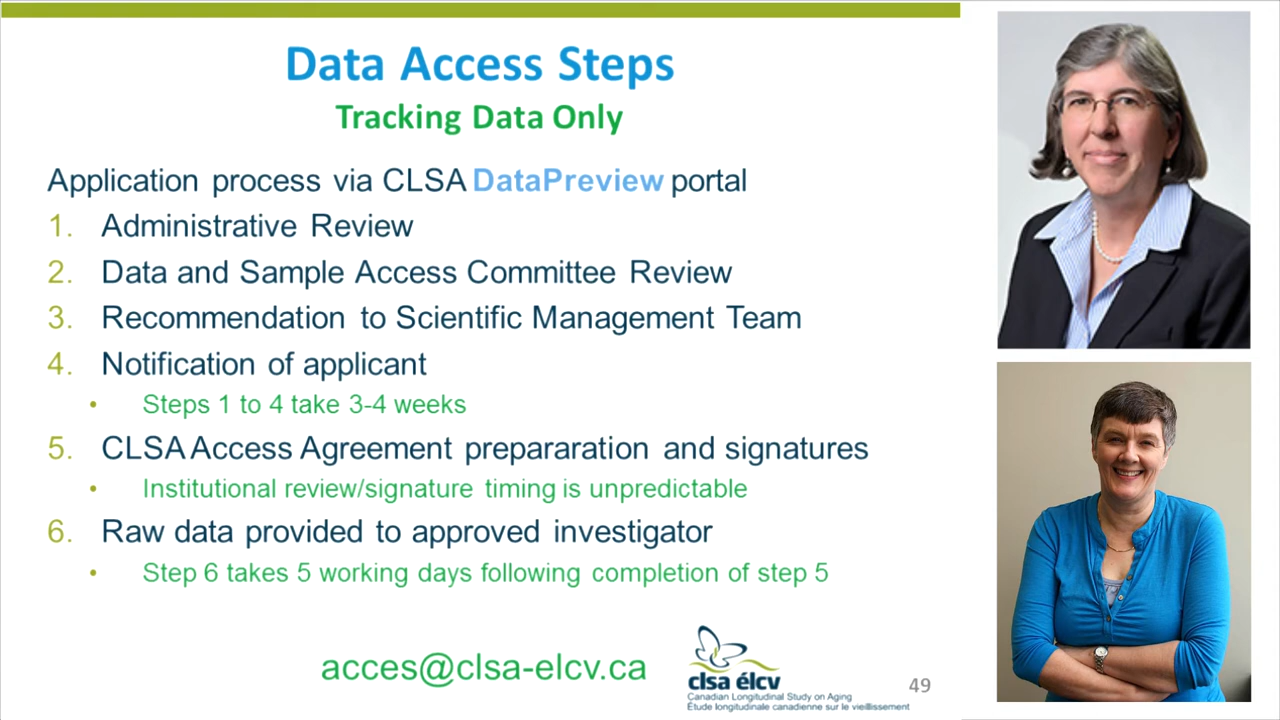 Data Access Steps
Tracking Data Only
Application process via CLSA DataPreview portal
1. Administrative Review
2. Data and Sample Access Committee Review
3. Recommendation to Scientific Management Team
4. Notification of applicant
• Steps 1 to 4 take 3-4 weeks
5. CLSA Access Agreement prepararation and signatures
• Institutional review/signature timing is unpredictable
6. Raw data provided to approved investigator
• Step 6 takes 5 working days following completion of step 5
acces@clsa-elcv.ca
clsa élcv
Canadian Longitudinal Study on Aging
Étude longitudinale canadienne sur le vieillissement
49